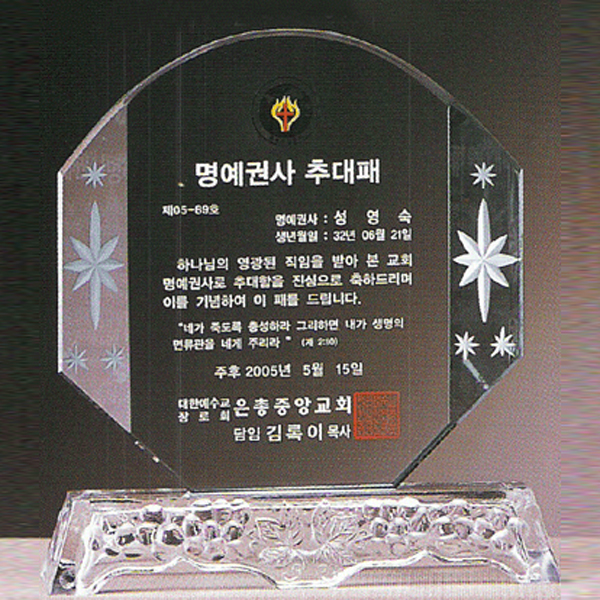 명예권사 추대패
제05-89호
명예권사 : 성 영 숙
생년월일 : 32년 06월 21일
하나님의 영광된 직임을 받아 본 교회
명예권사로 추대함을 진심으로 축하드리며
이를 기념하여 이 패를 드립니다.
"네가 죽도록 충성하라 그리하면 내가 생명의
면류관을 네게 주리라 " (계 2:10)
주후 2005년 5월 15일
대한예수교
장 로 회 은총중앙교회
담임 김록이 목사